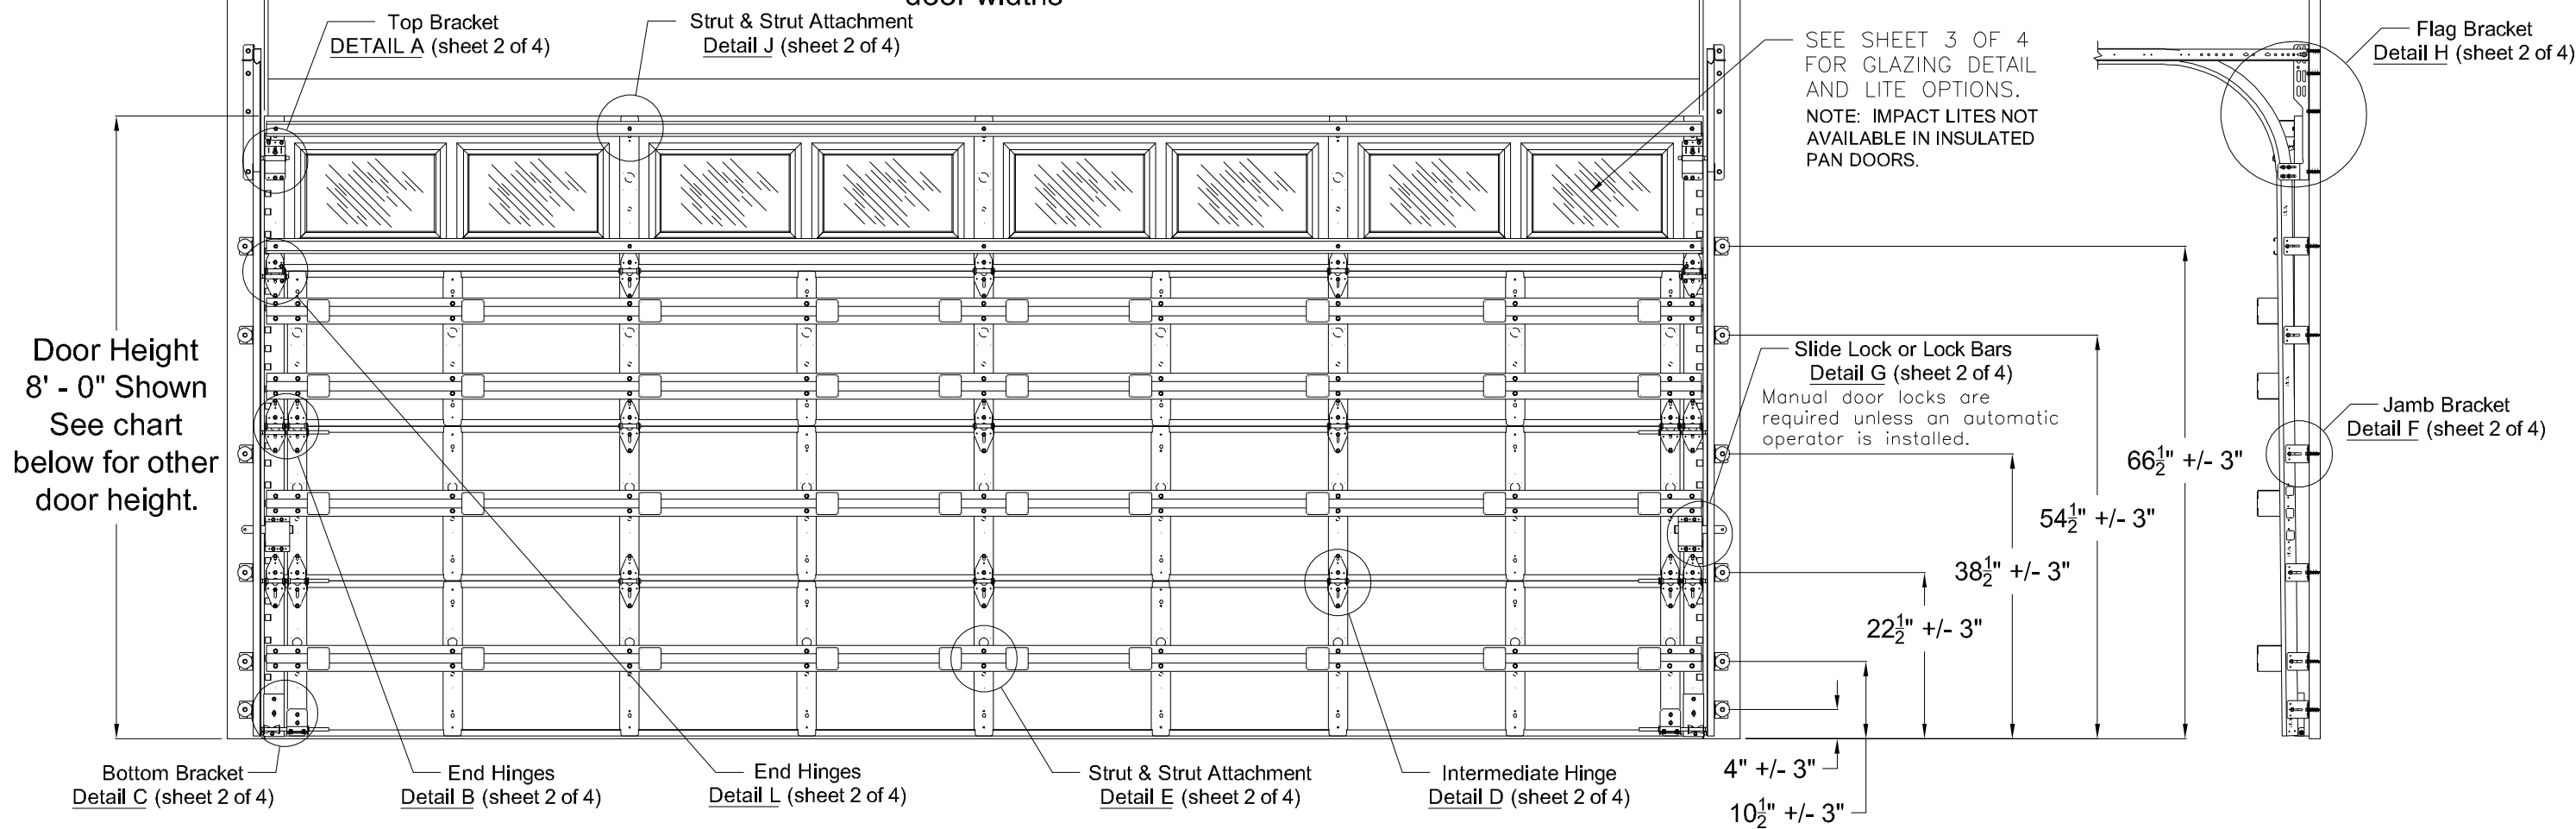 door widths
Top Bracket
DETAIL A (sheet 2 of 4)
Strut & Strut Attachment
Detail J (sheet 2 of 4)
SEE SHEET 3 OF 4
FOR GLAZING DETAIL
AND LITE OPTIONS.
NOTE: IMPACT LITES NOT
AVAILABLE IN INSULATED
PAN DOORS.
Flag Bracket
Detail H (sheet 2 of 4)
Door Height
8' - 0" Shown
See chart
below for other
door height.
Slide Lock or Lock Bars
Detail G (sheet 2 of 4)
Manual door locks are
required unless an automatic
operator is installed.
Jamb Bracket
Detail F (sheet 2 of 4)
66½" +/- 3"
54½" +/- 3"
38½" +/- 3"
22½" +/- 3"
4" +/- 3"
10½" +/- 3"
Bottom Bracket
Detail C (sheet 2 of 4)
End Hinges
Detail B (sheet 2 of 4)
End Hinges
Detail L (sheet 2 of 4)
Strut & Strut Attachment
Detail E (sheet 2 of 4)
Intermediate Hinge
Detail D (sheet 2 of 4)